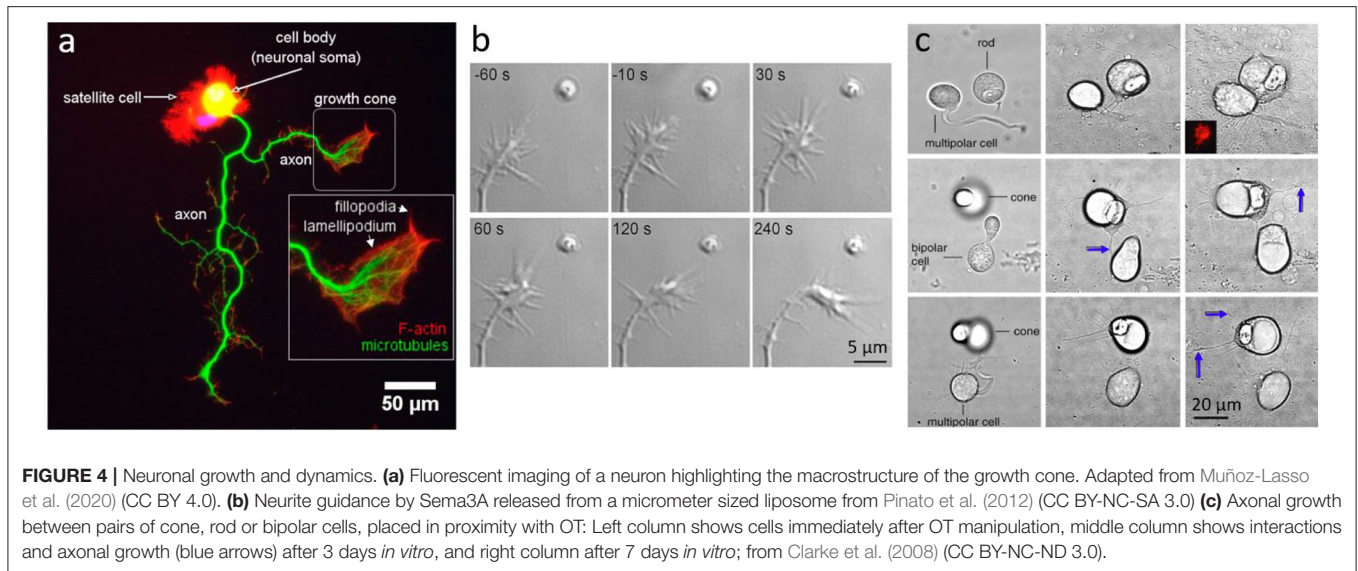 a
cell body
(neuronal soma)
satellite cell
growth cone
axon
axon
fillopodia
lamellipodium
F-actin
microtubules
50 µm
b
-60 s
-10 s
30 s
60 s
120 s
240 s
5 µm
c
rod
multipolar cell
cone
bipolar
cell
cone
multipolar cell
20 µm
FIGURE 4 | Neuronal growth and dynamics. (a) Fluorescent imaging of a neuron highlighting the macrostructure of the growth cone. Adapted from Muñoz-Lasso
et al. (2020) (CC BY 4.0). (b) Neurite guidance by Sema3A released from a micrometer sized liposome from Pinato et al. (2012) (CC BY-NC-SA 3.0) (c) Axonal growth
between pairs of cone, rod or bipolar cells, placed in proximity with OT: Left column shows cells immediately after OT manipulation, middle column shows interactions
and axonal growth (blue arrows) after 3 days in vitro, and right column after 7 days in vitro; from Clarke et al. (2008) (CC BY-NC-ND 3.0).